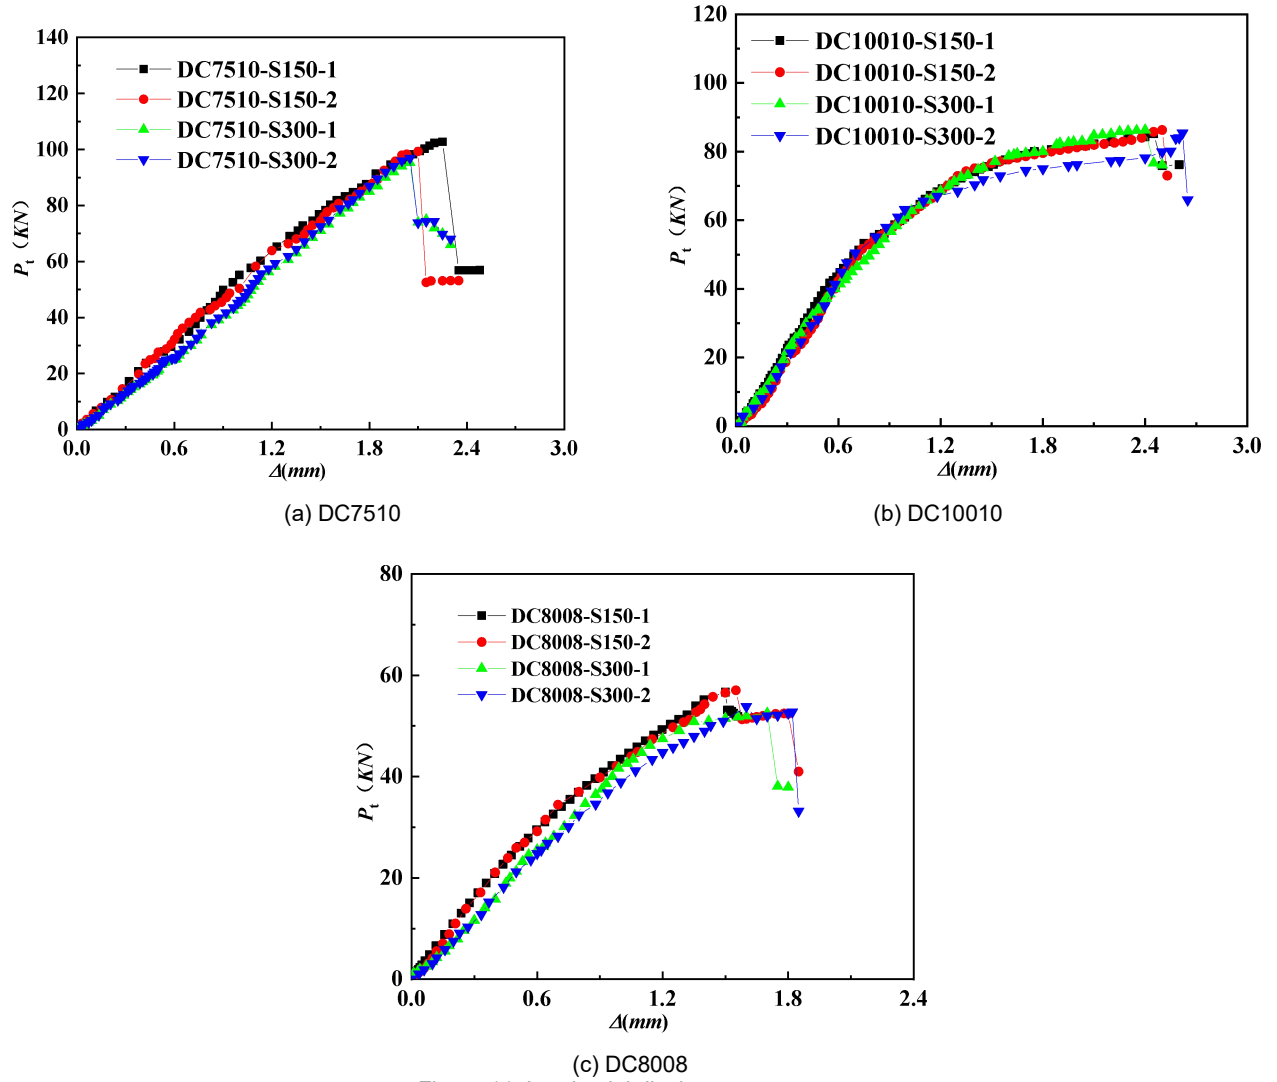 140
120
100
80
60
40
20
0
P_t (KN)
DC7510-S150-1
DC7510-S150-2
DC7510-S300-1
DC7510-S300-2
0.0 0.6 1.2 1.8 2.4 3.0
Δ(mm)
(a) DC7510
120
100
80
60
40
20
0
P_t (KN)
DC10010-S150-1
DC10010-S150-2
DC10010-S300-1
DC10010-S300-2
0.0 0.6 1.2 1.8 2.4 3.0
Δ(mm)
(b) DC10010
80
60
40
20
0
P_t (KN)
DC8008-S150-1
DC8008-S150-2
DC8008-S300-1
DC8008-S300-2
0.0 0.6 1.2 1.8 2.4
Δ(mm)
(c) DC8008